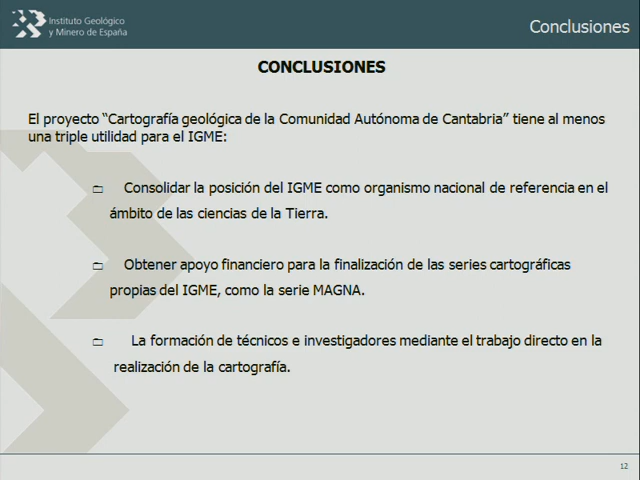 Instituto Geológico
y Minero de España
Conclusiones
CONCLUSIONES
El proyecto “Cartografía geológica de la Comunidad Autónoma de Cantabria” tiene al menos
una triple utilidad para el IGME:
Consolidar la posición del IGME como organismo nacional de referencia en el
ámbito de las ciencias de la Tierra.
Obtener apoyo financiero para la finalización de las series cartográficas
propias del IGME, como la serie MAGNA.
La formación de técnicos e investigadores mediante el trabajo directo en la
realización de la cartografía.
12